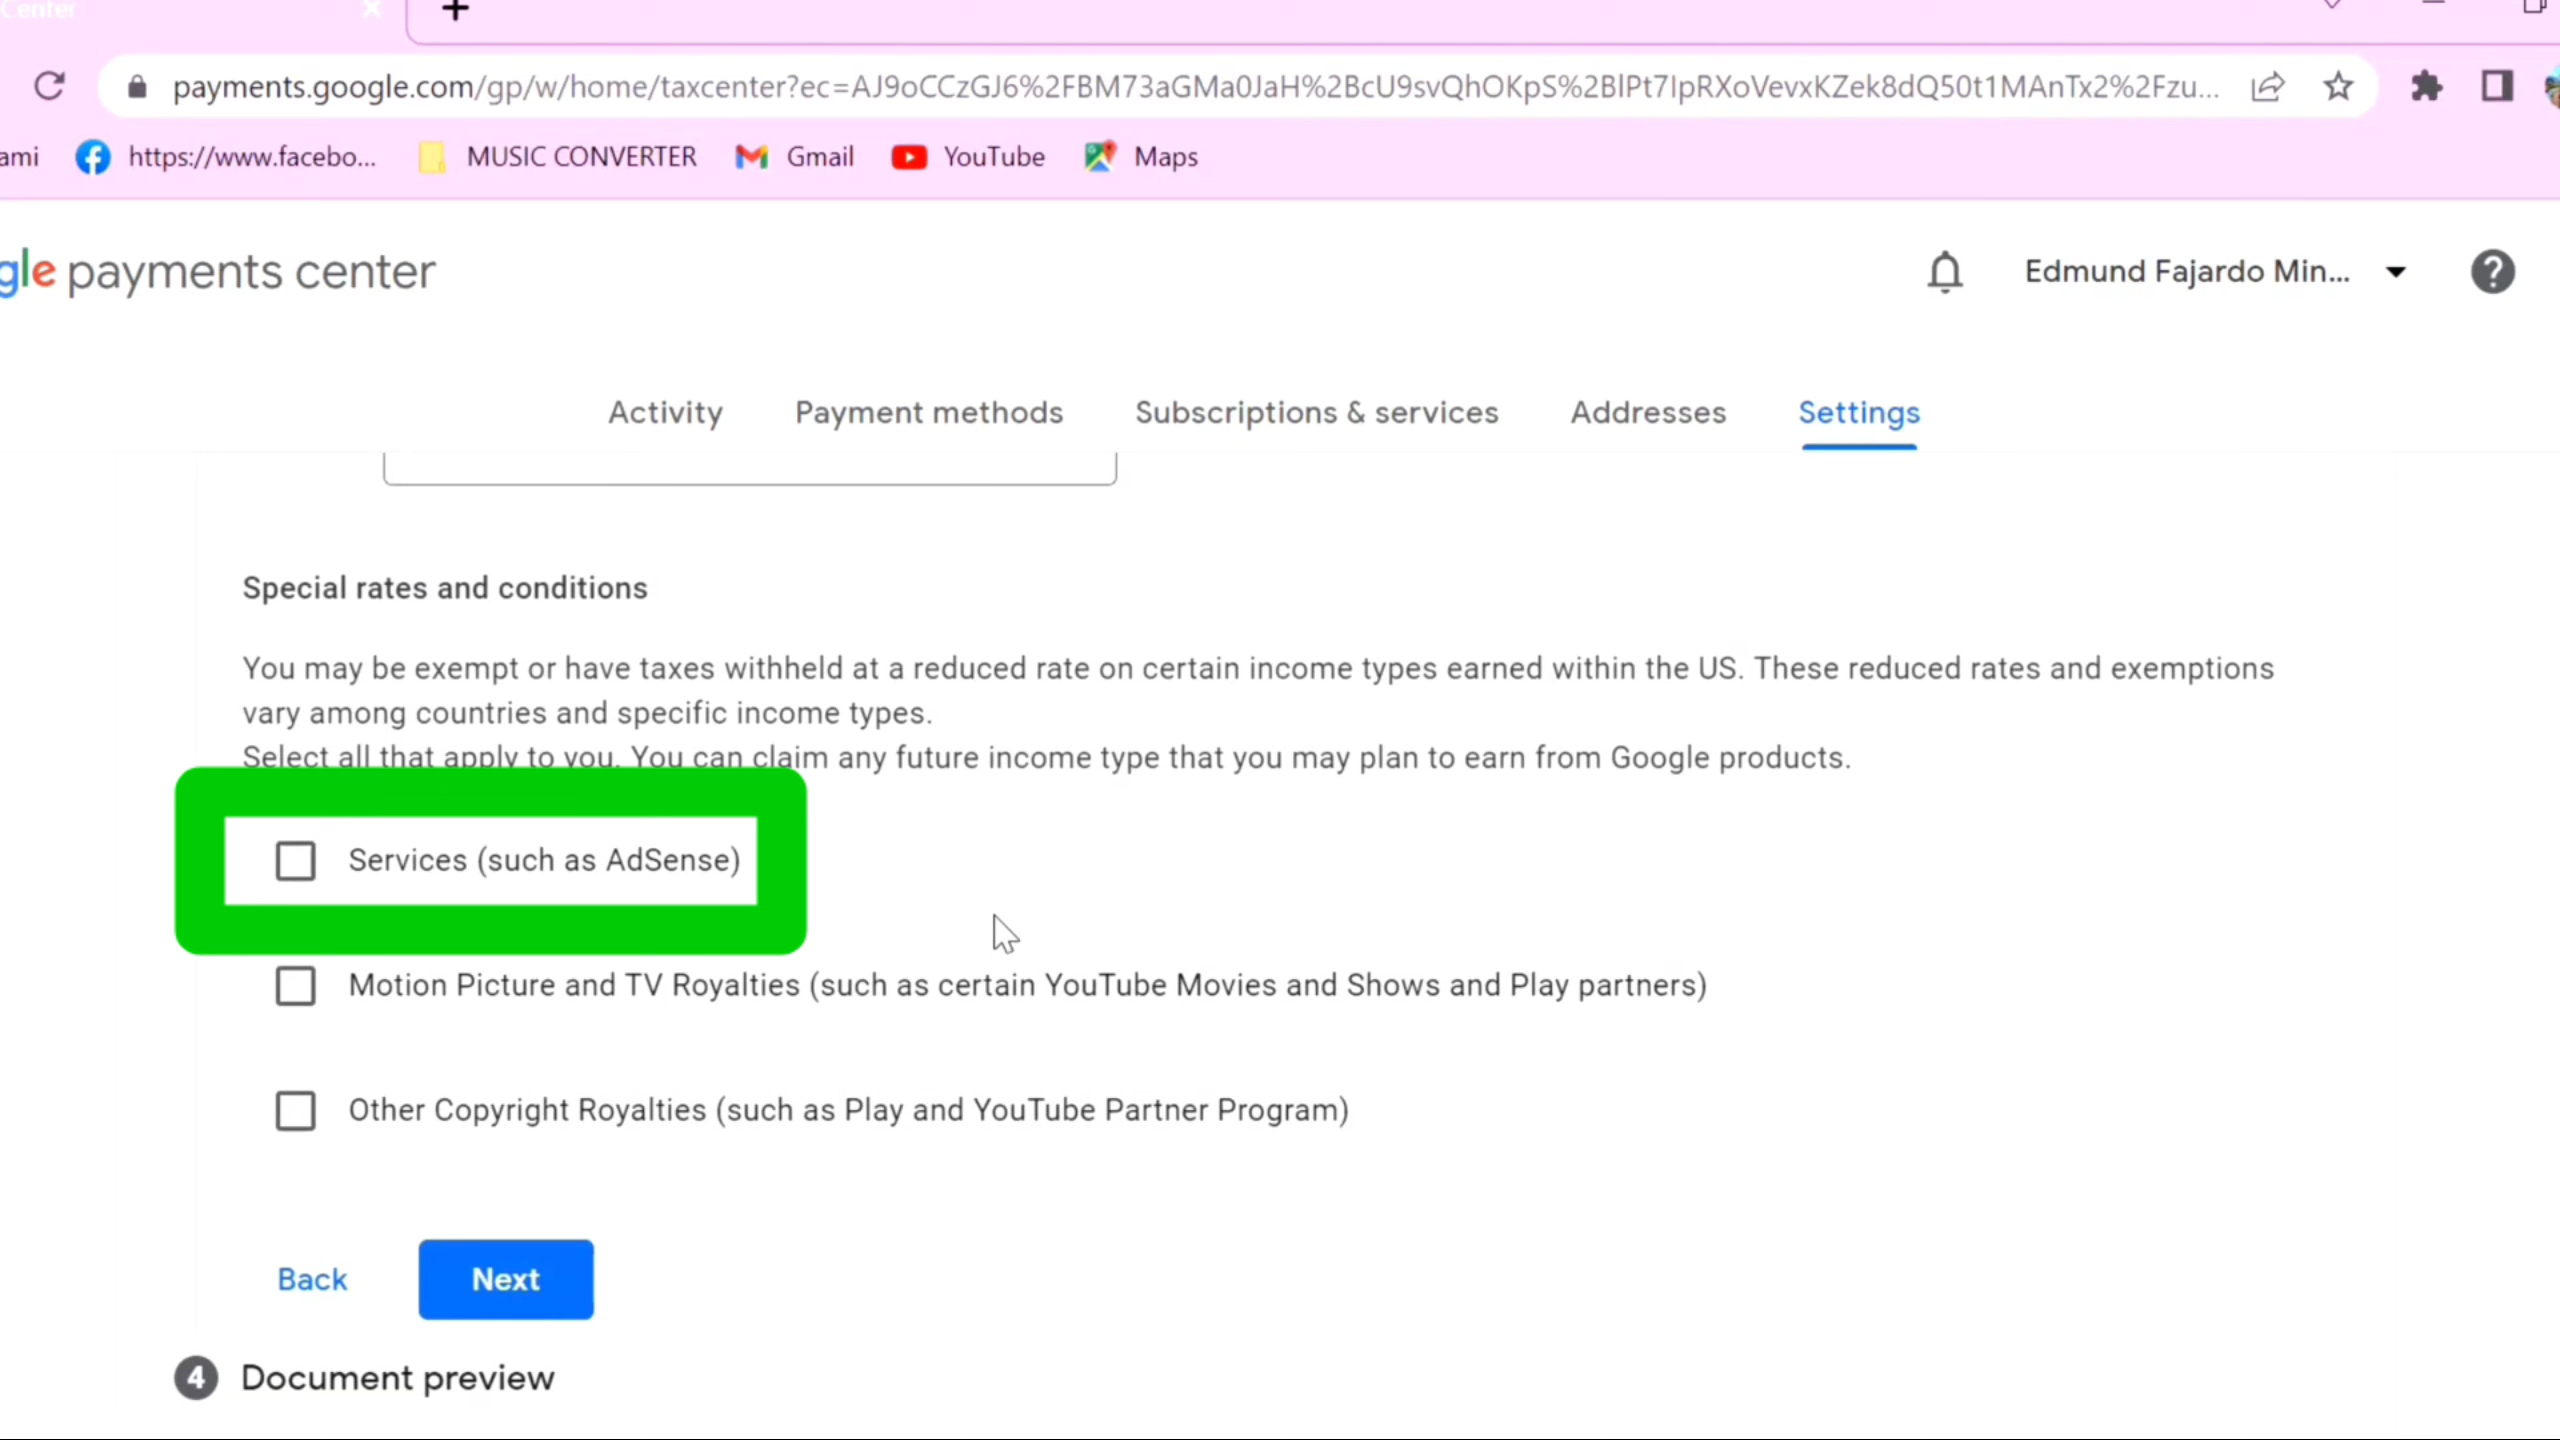 Center
payments.google.com/gp/w/home/taxcenter?ec=AJ9oCCzGJ6%2FBM73aGMa0JaH%2BcU9svQhOKpS%2BlPt7IpRXoVevxKZek8dQ50t1MAnTx2%2Fzu...
ami https://www.facebo... MUSIC CONVERTER Gmail YouTube Maps
gle payments center
Edmund Fajardo Min...
Activity Payment methods Subscriptions & services Addresses Settings
Special rates and conditions
You may be exempt or have taxes withheld at a reduced rate on certain income types earned within the US. These reduced rates and exemptions
vary among countries and specific income types.
Select all that apply to you. You can claim any future income type that you may plan to earn from Google products.
Services (such as AdSense)
Motion Picture and TV Royalties (such as certain YouTube Movies and Shows and Play partners)
Other Copyright Royalties (such as Play and YouTube Partner Program)
Back Next
4 Document preview